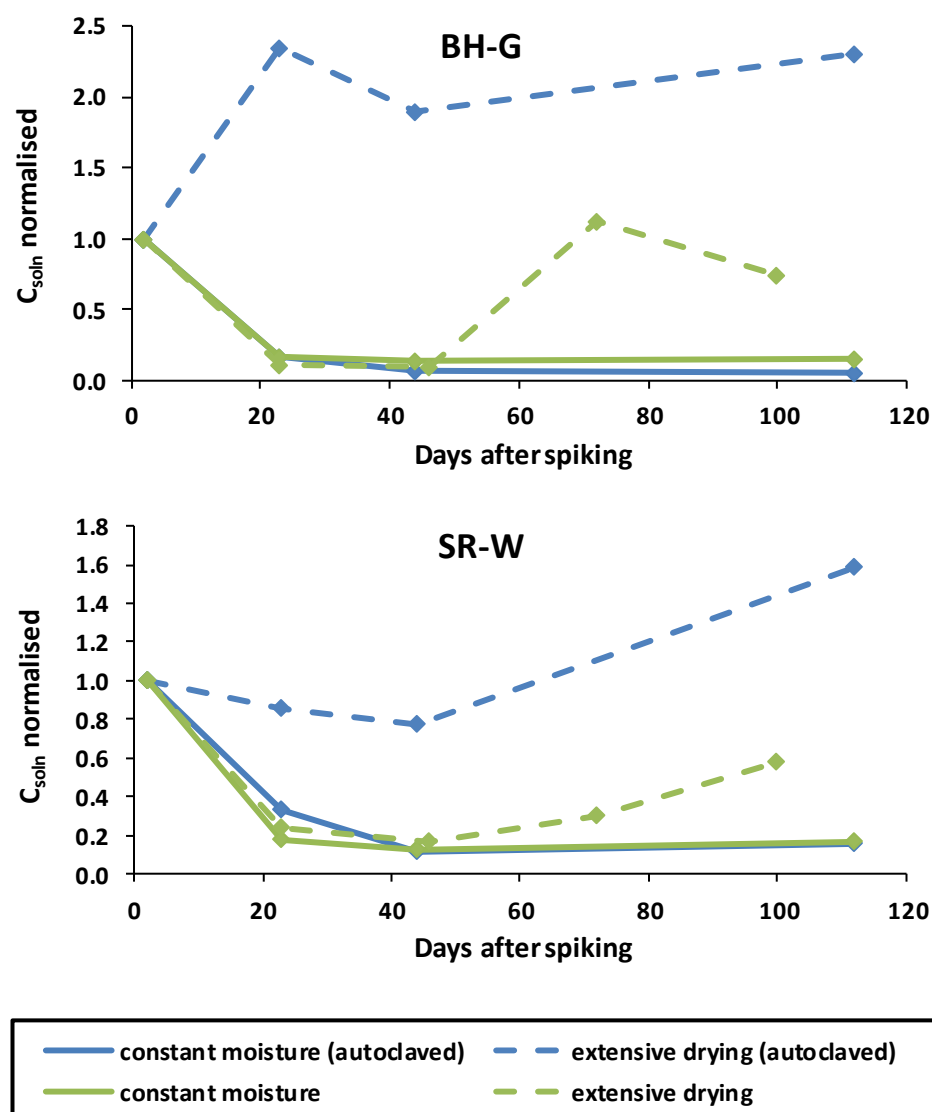 BH-G
2.5
2.0
1.5
1.0
0.5
0.0
C_soln normalised
0 20 40 60 80 100 120
Days after spiking
SR-W
1.8
1.6
1.4
1.2
1.0
0.8
0.6
0.4
0.2
0.0
C_soln normalised
0 20 40 60 80 100 120
Days after spiking
constant moisture (autoclaved) extensive drying (autoclaved)
constant moisture extensive drying